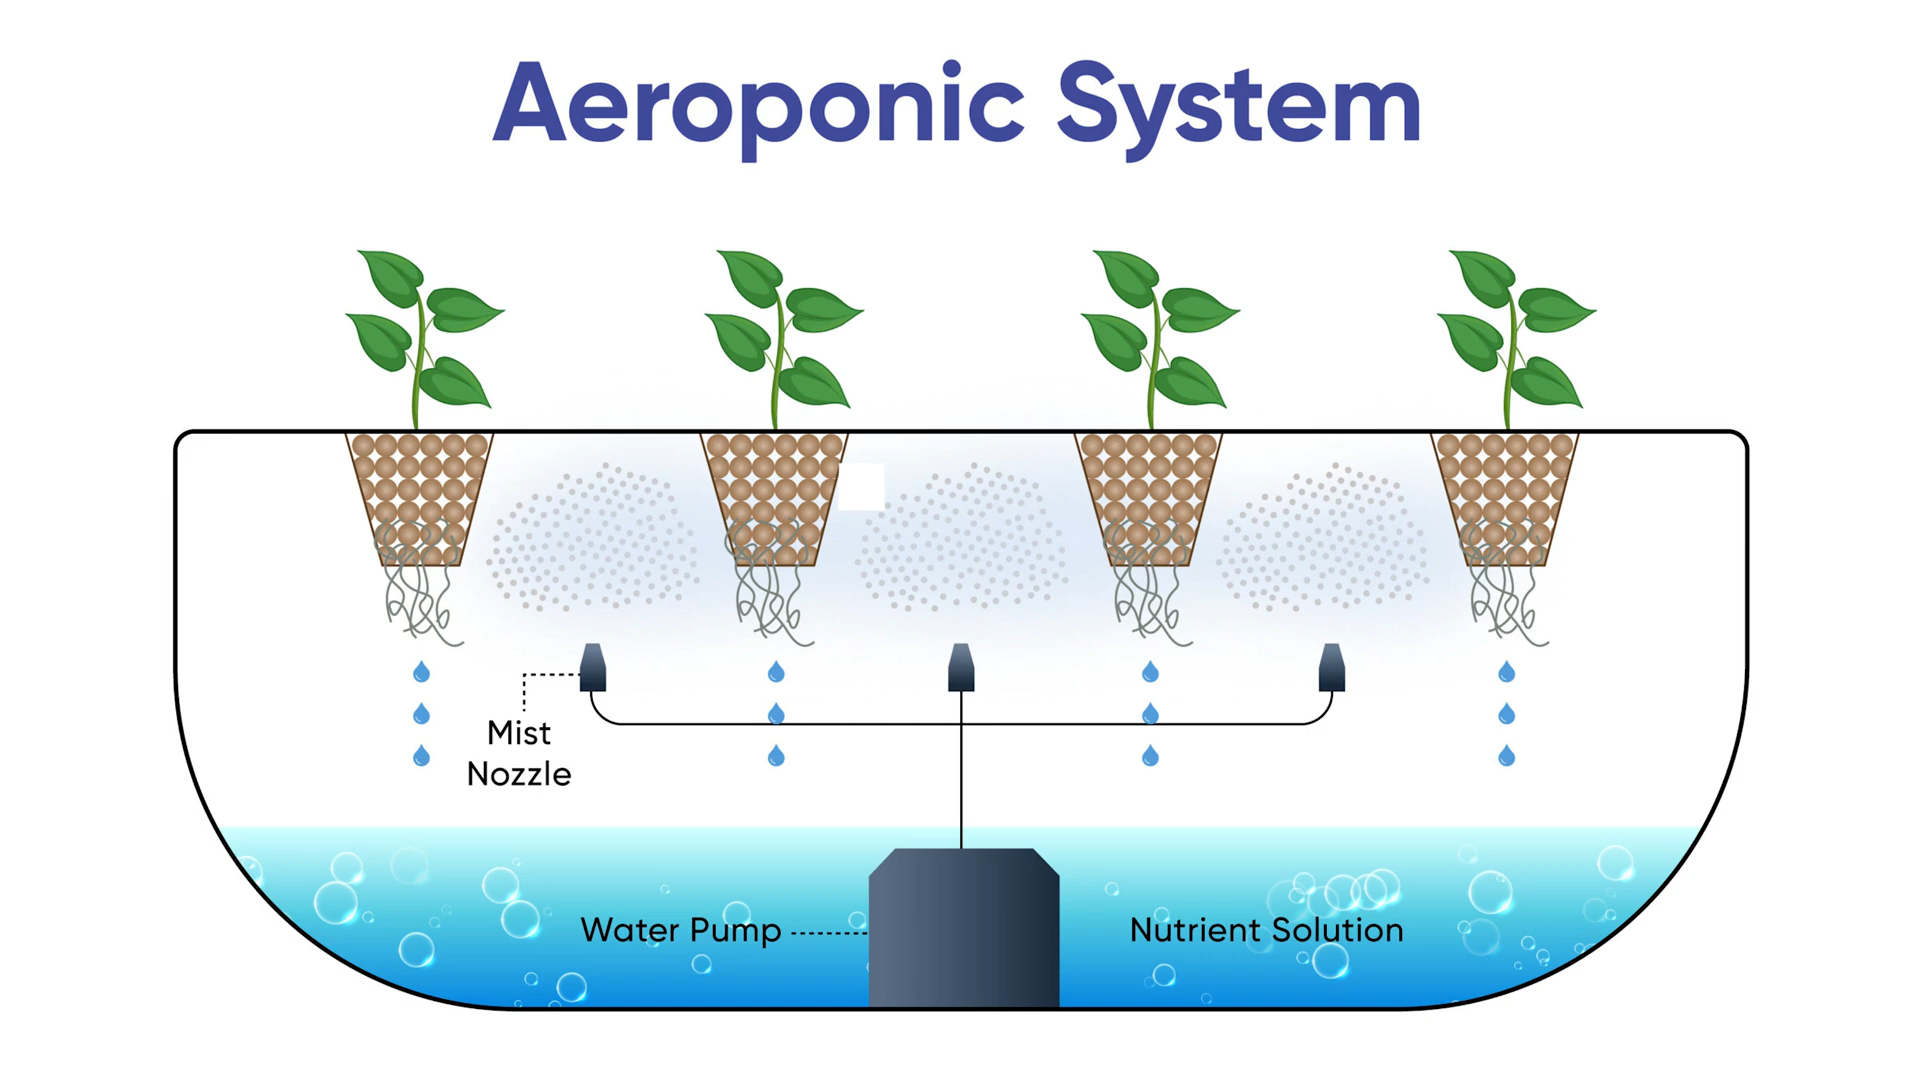 Aeroponic System
Mist
Nozzle
Water Pump
Nutrient Solution